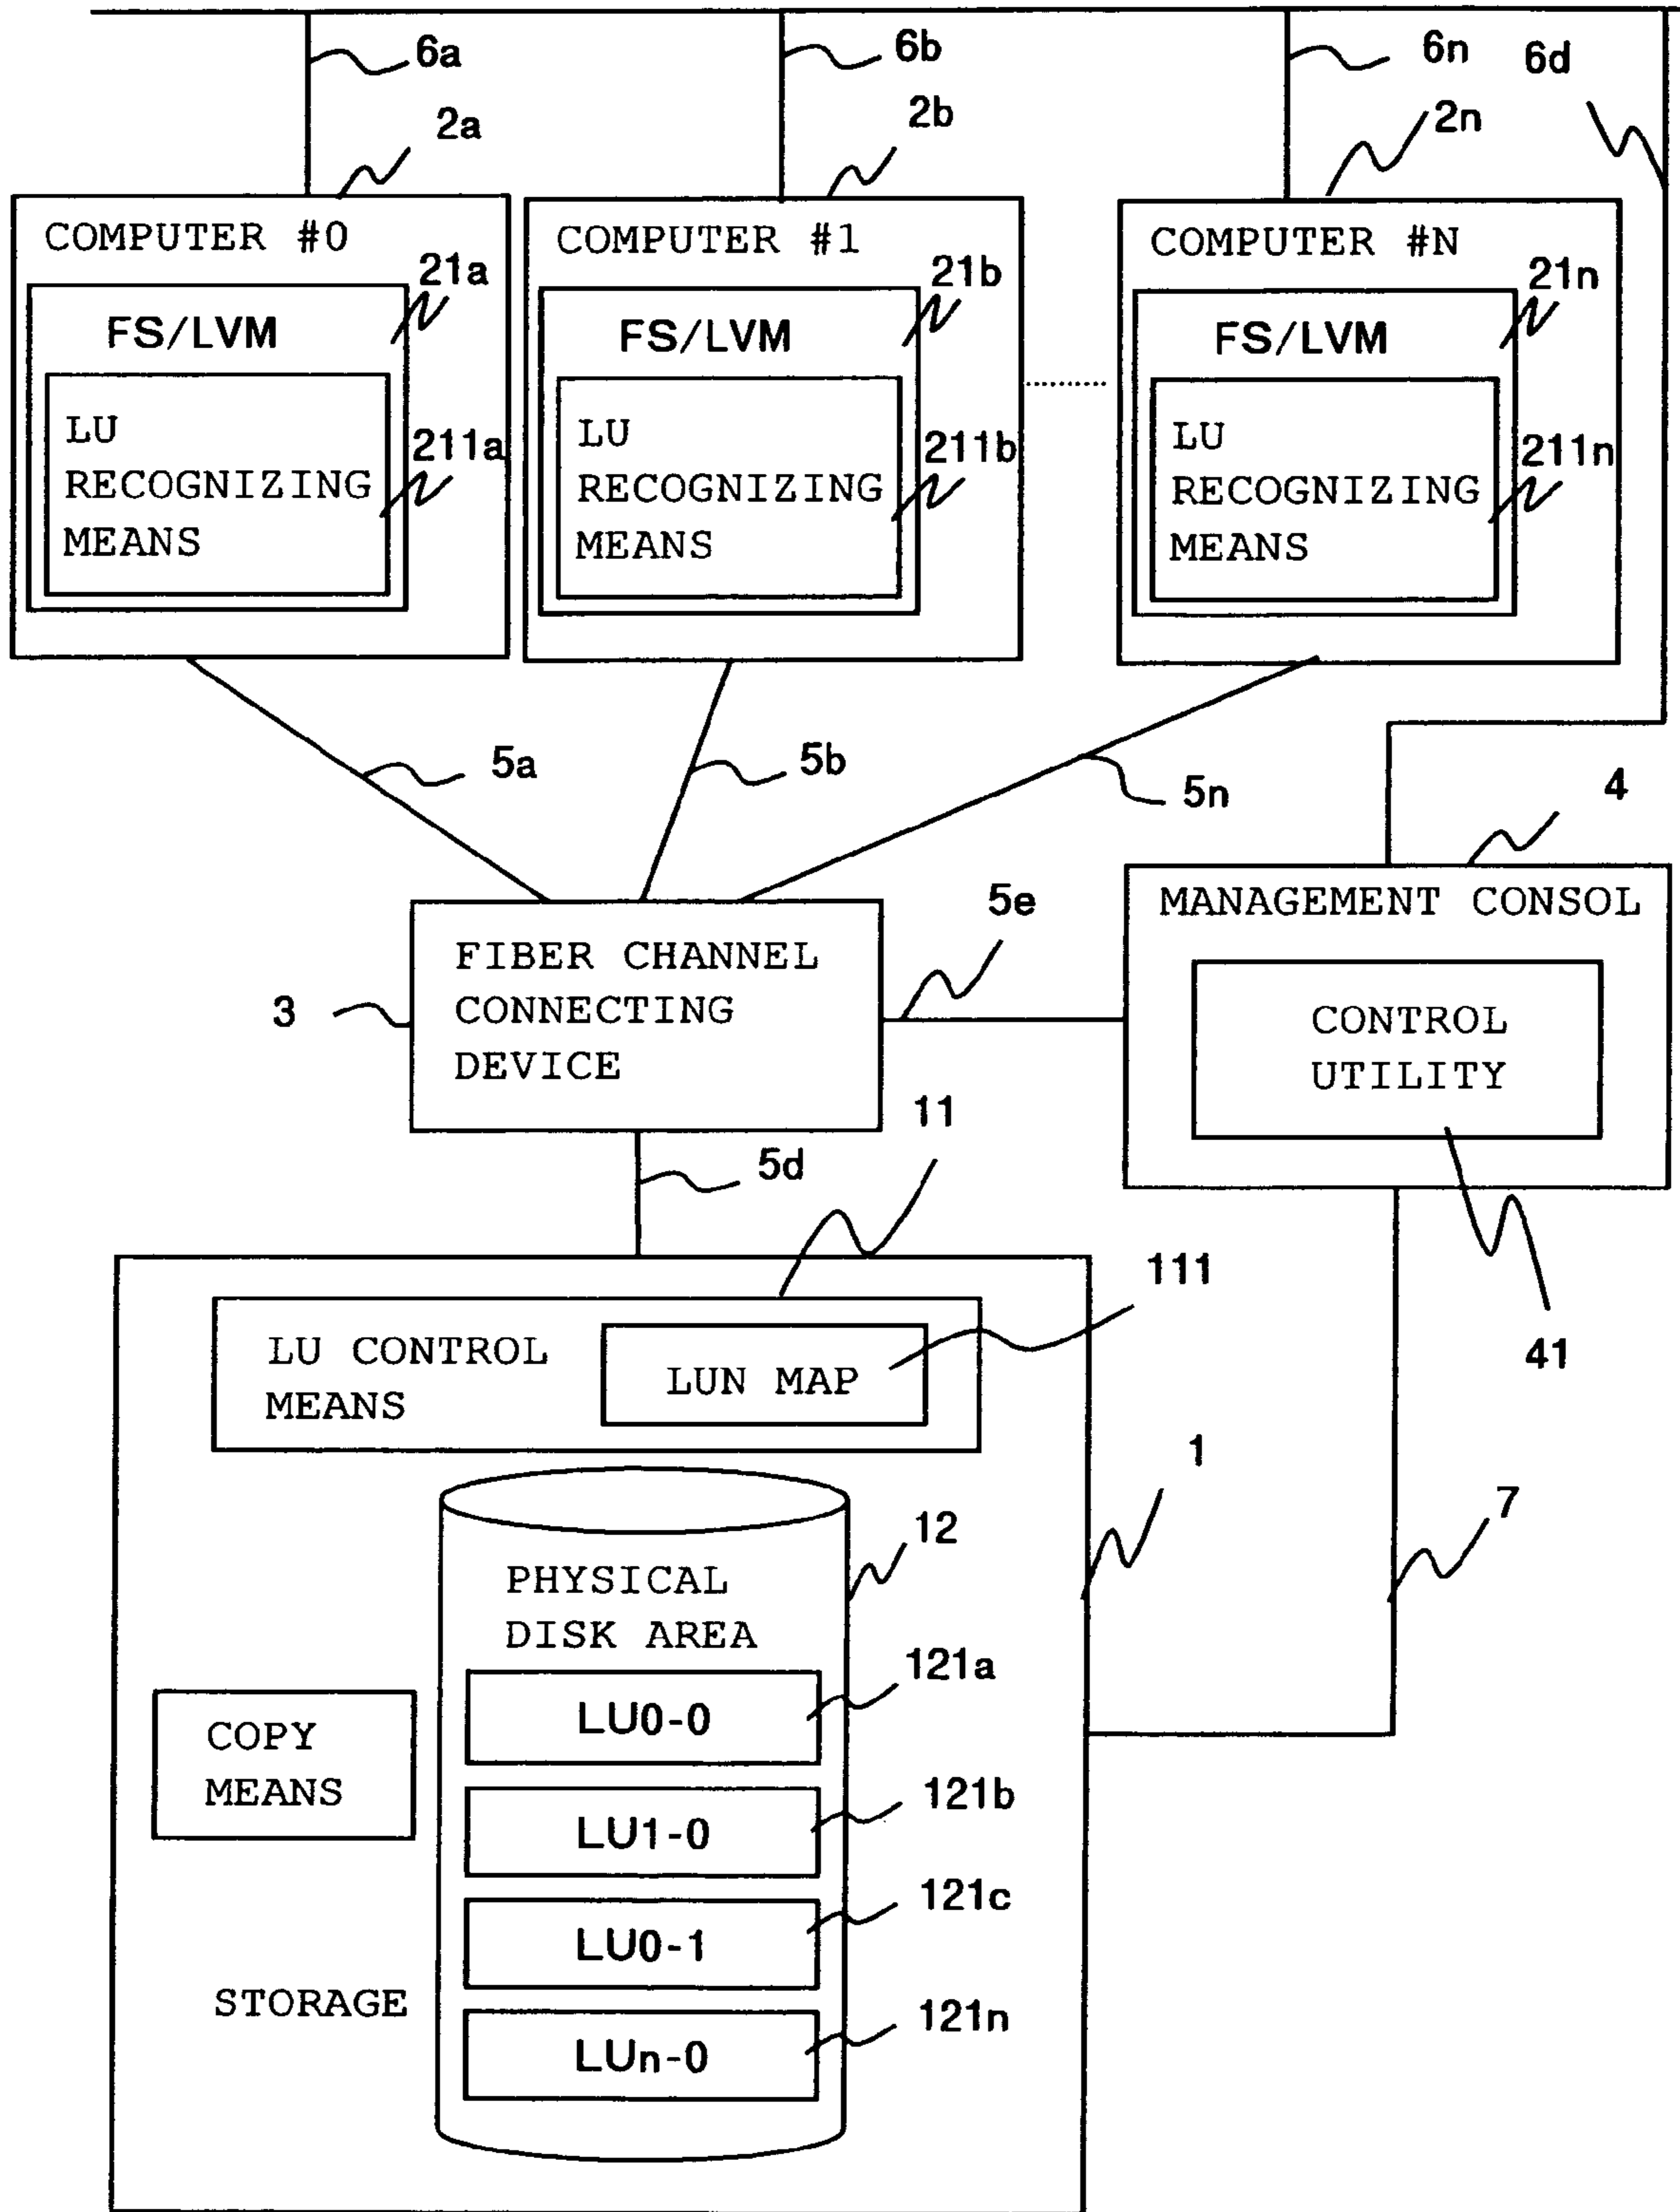 6a
6b
6n
6d
2a
2b
2n
COMPUTER #0
21a
FS/LVM
LU
RECOGNIZING
MEANS
211a
COMPUTER #1
21b
FS/LVM
LU
RECOGNIZING
MEANS
211b
COMPUTER #N
21n
FS/LVM
LU
RECOGNIZING
MEANS
211n
5a
5b
5n
4
3
FIBER CHANNEL
CONNECTING
DEVICE
5e
MANAGEMENT CONSOL
CONTROL
UTILITY
41
5d
11
111
LU CONTROL
MEANS
LUN MAP
1
7
12
PHYSICAL
DISK AREA
121a
LU0-0
COPY
MEANS
121b
LU1-0
121c
LU0-1
STORAGE
121n
LUn-0